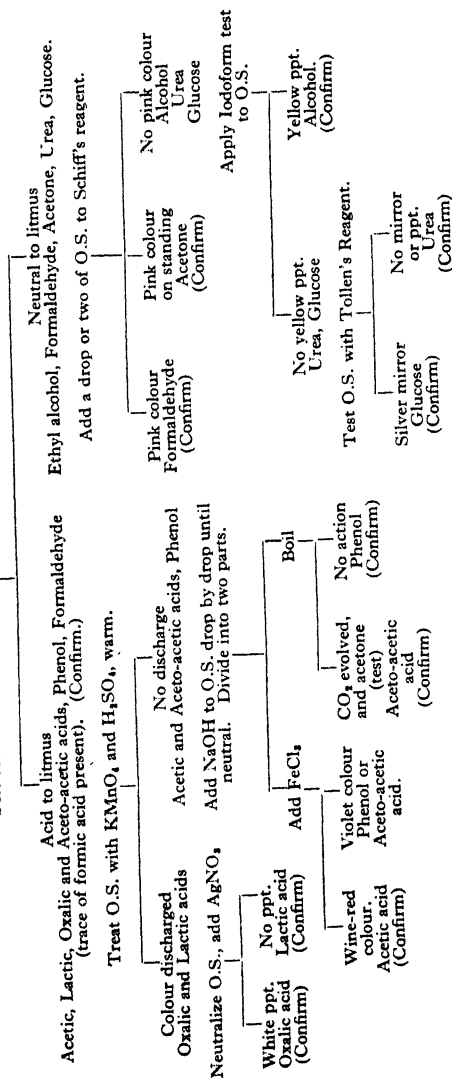 Acid to litmus
Acetic, Lactic, Oxalic and Aceto-acetic acids, Phenol, Formaldehyde
(trace of formic acid present). (Confirm.)
Treat O.S. with KMnO₄ and H₂SO₄, warm.
Colour discharged
Oxalic and Lactic acids
Neutralize O.S., add AgNO₃
White ppt.
Oxalic acid
(Confirm)
No ppt.
Lactic acid
(Confirm)
No discharge
Acetic and Aceto-acetic acids, Phenol
Add NaOH to O.S. drop by drop until
neutral. Divide into two parts.
Add FeCl₃
Wine-red
colour.
Acetic acid
(Confirm)
Violet colour
Phenol or
Aceto-acetic
acid.
Boil
CO₂ evolved,
and acetone
(test)
Aceto-acetic
acid
(Confirm)
No action
Phenol
(Confirm)
Neutral to litmus
Ethyl alcohol, Formaldehyde, Acetone, Urea, Glucose.
Add a drop or two of O.S. to Schiff's reagent.
Pink colour
Formaldehyde
(Confirm)
Pink colour
on standing
Acetone
(Confirm)
No pink colour
Alcohol
Urea
Glucose
Apply Iodoform test
to O.S.
No yellow ppt.
Urea, Glucose
Yellow ppt.
Alcohol.
(Confirm)
Test O.S. with Tollen's Reagent.
Silver mirror
Glucose
(Confirm)
No mirror
or ppt.
Urea
(Confirm)